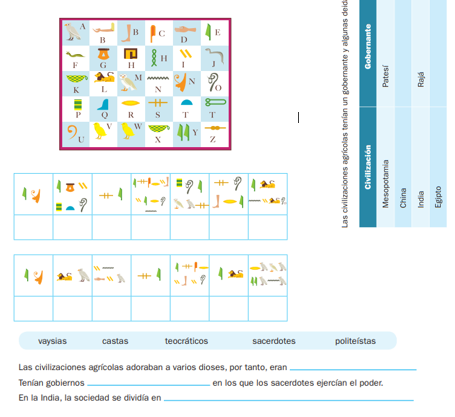 A B B C D E
F G H H I J
K L M N N O
P Q R S T T
U V W X Y Z
Las civilizaciones agrícolas tenían un gobernante y algunas
Civilización Gobernante
Mesopotamia Patesí
China
India Rajá
Egipto
vaysias castas teocráticos sacerdotes politeístas
Las civilizaciones agrícolas adoraban a varios dioses, por tanto, eran
Tenían gobiernos en los que los sacerdotes ejercían el poder.
En la India, la sociedad se dividía en